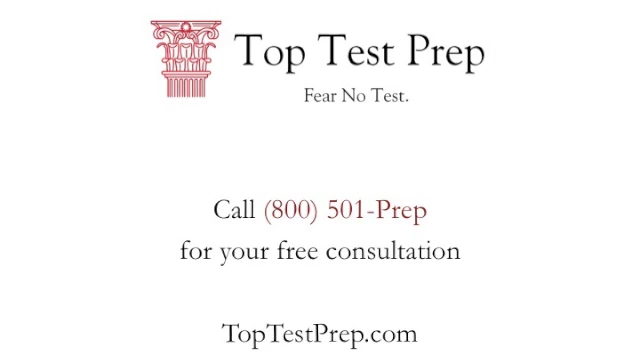 Top Test Prep
Fear No Test.
Call (800) 501-Prep
for your free consultation
TopTestPrep.com